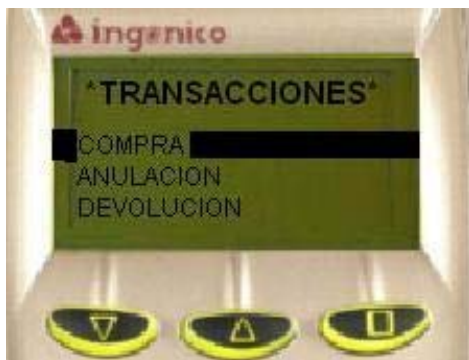 ingenico
*TRANSACCIONES*
COMPRA
ANULACION
DEVOLUCION